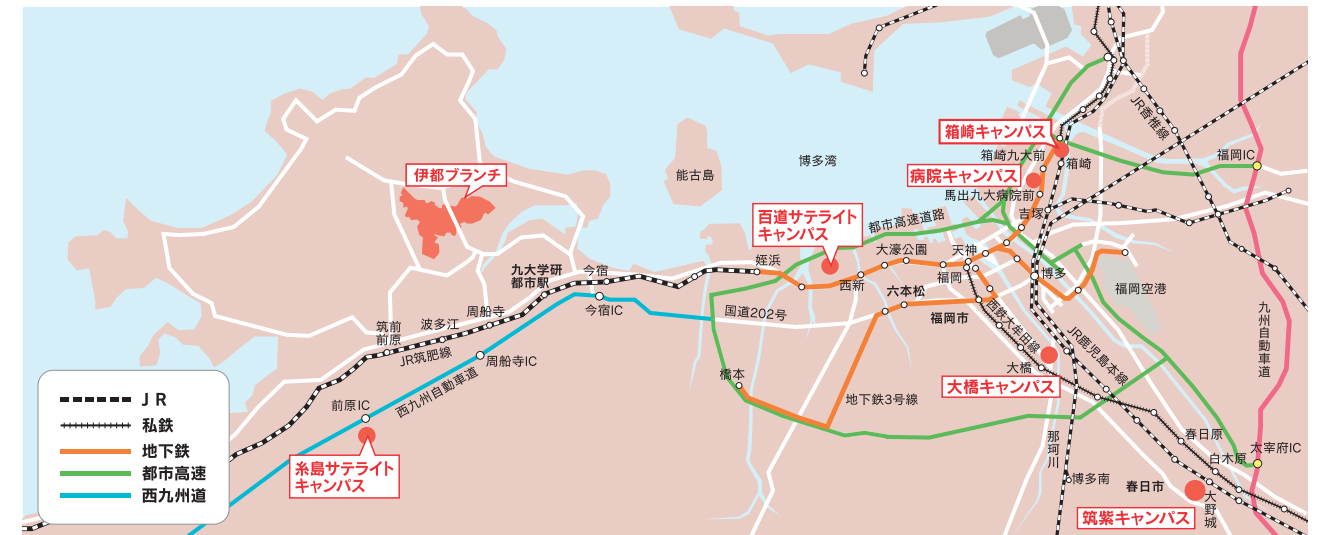 伊都ブランチ
能古島
博多湾
箱崎キャンパス
箱崎九大前
箱崎
病院キャンパス
馬出九大病院前
吉塚
JR香椎線
福岡IC
百道サテライト
キャンパス
都市高速道路
姪浜
西新
大濠公園
天神
福岡
博多
福岡空港
六本松
福岡市
九大学研
都市駅
今宿
今宿IC
国道202号
周船寺
波多江
筑前
前原
JR筑肥線
周船寺IC
西九州自動車道
前原IC
糸島サテライト
キャンパス
橋本
地下鉄3号線
西鉄大牟田線
大橋
大橋キャンパス
JR鹿児島本線
九州自動車道
那珂川
博多南
春日原
白木原
太宰府IC
春日市
大野城
筑紫キャンパス
JR
私鉄
地下鉄
都市高速
西九州道